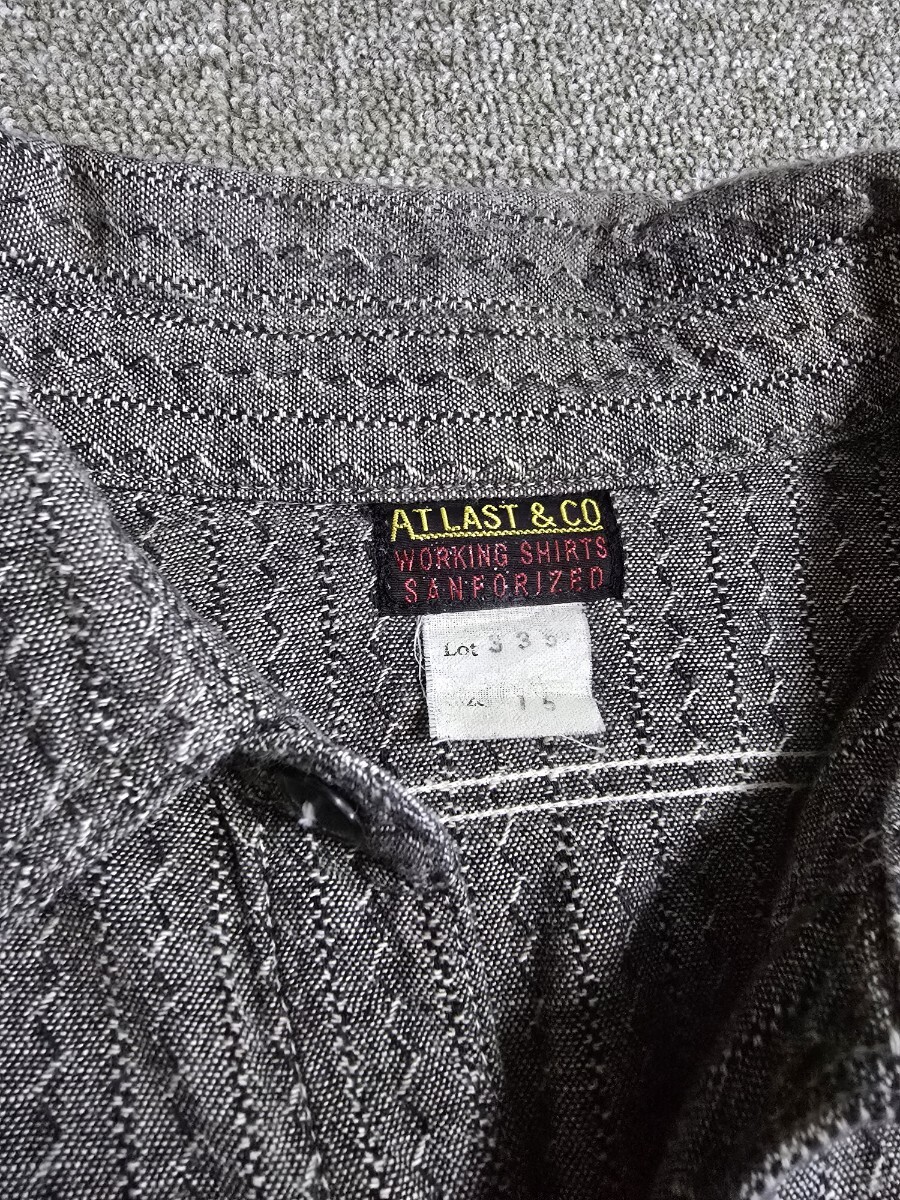 AT LAST & CO
WORKING SHIRTS
SANFORIZED
Lot
15